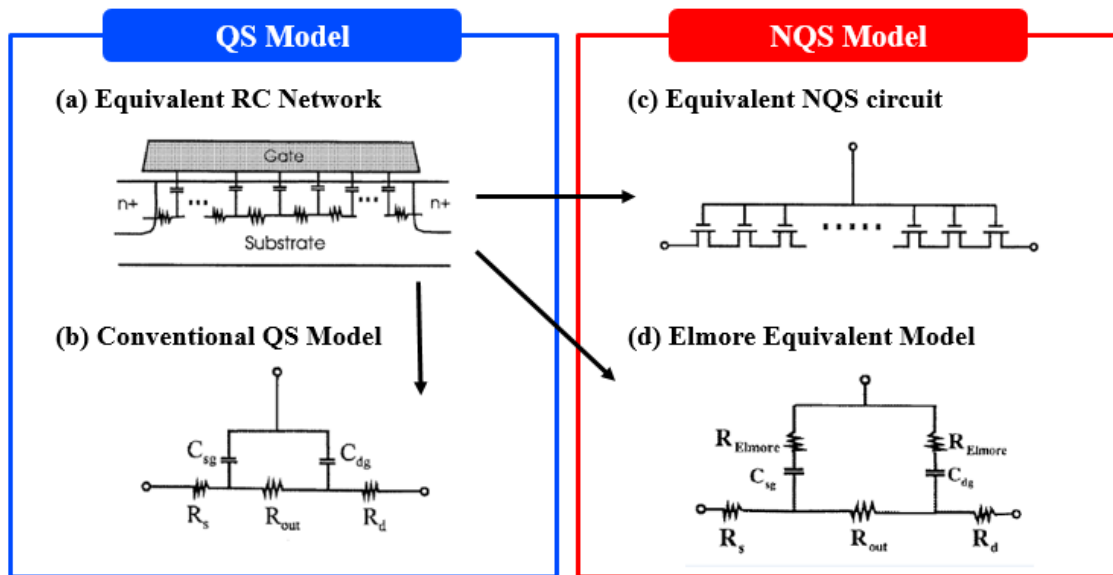 QS Model
NQS Model
(a) Equivalent RC Network
Gate
n+
n+
Substrate
(b) Conventional QS Model
C_sg
C_dg
R_s
R_out
R_d
(c) Equivalent NQS circuit
(d) Elmore Equivalent Model
R_Elmore
R_Elmore
C_sg
C_dg
R_s
R_out
R_d